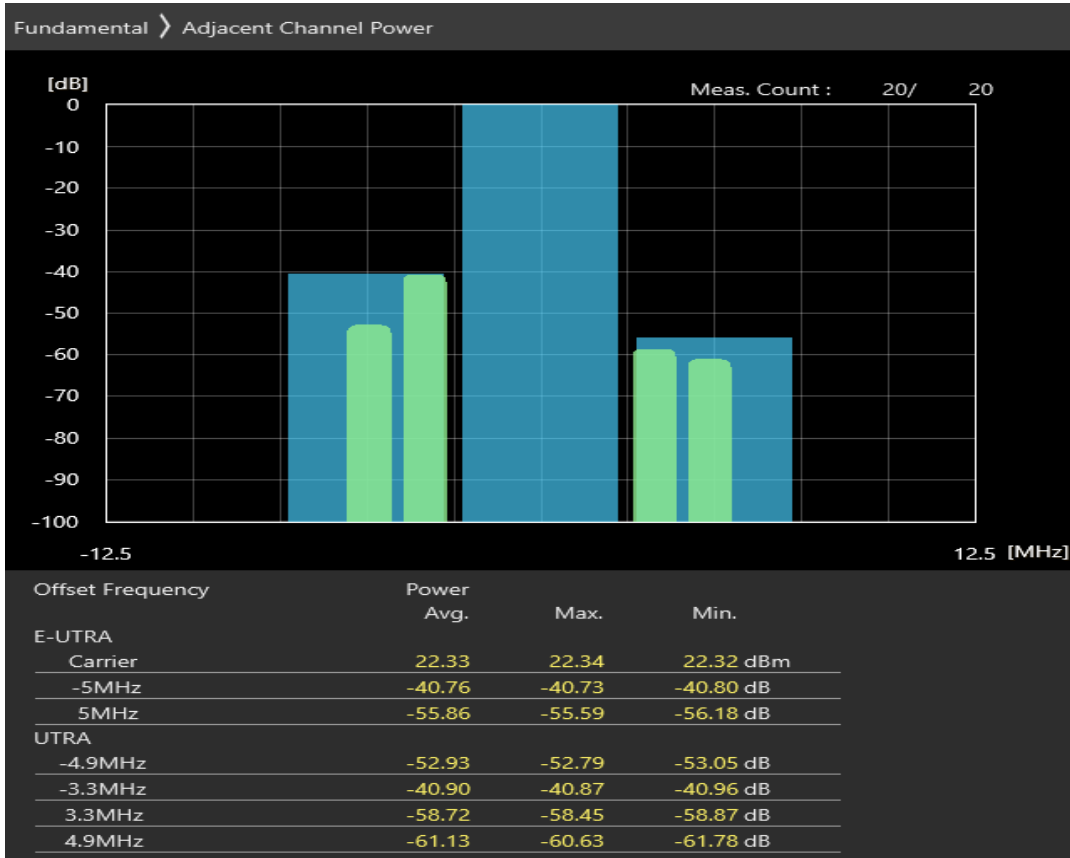 Fundamental ❯ Adjacent Channel Power
[dB]
Meas. Count : 20/ 20
0
-10
-20
-30
-40
-50
-60
-70
-80
-90
-100
-12.5 12.5 [MHz]
Offset Frequency Power
Avg. Max. Min.
E-UTRA
Carrier 22.33 22.34 22.32 dBm
-5MHz -40.76 -40.73 -40.80 dB
5MHz -55.86 -55.59 -56.18 dB
UTRA
-4.9MHz -52.93 -52.79 -53.05 dB
-3.3MHz -40.90 -40.87 -40.96 dB
3.3MHz -58.72 -58.45 -58.87 dB
4.9MHz -61.13 -60.63 -61.78 dB